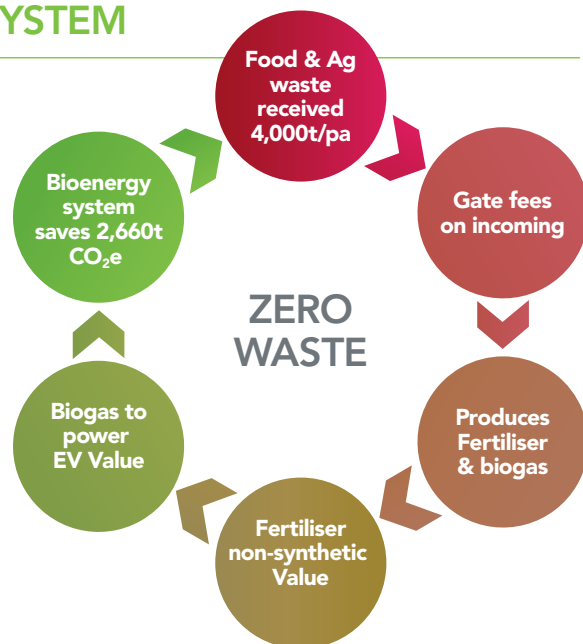 YSTEM
Food & Ag
waste
received
4,000t/pa
Gate fees
on incoming
Produces
Fertiliser
& biogas
Fertiliser
non-synthetic
Value
Biogas to
power
EV Value
Bioenergy
system
saves 2,660t
CO₂e
ZERO
WASTE